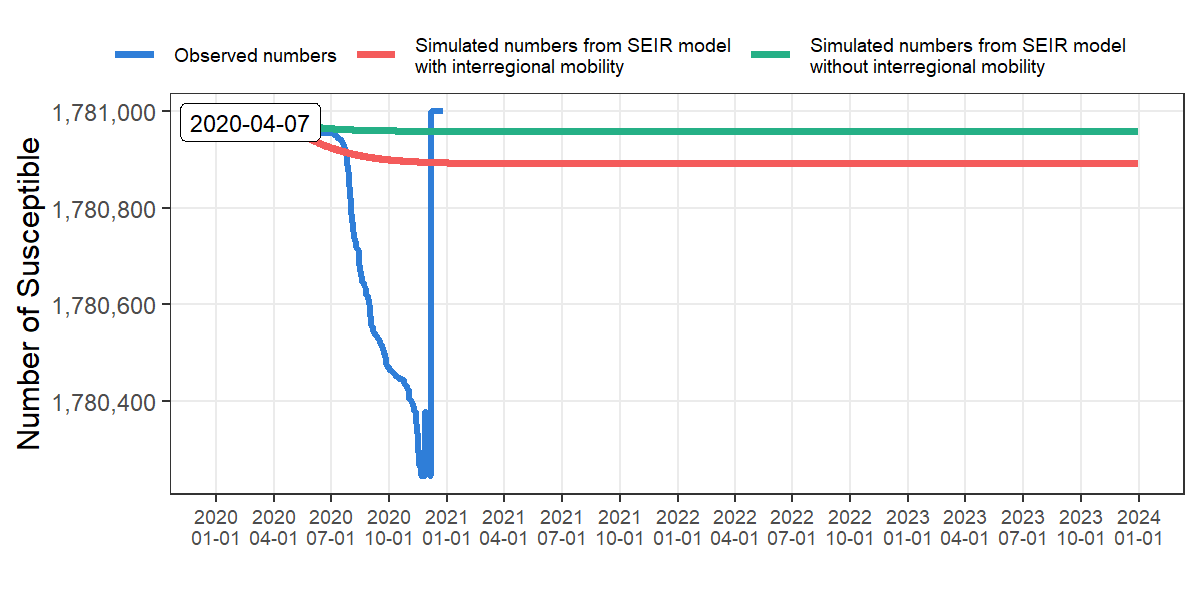 Observed numbers
Simulated numbers from SEIR model
with interregional mobility
Simulated numbers from SEIR model
without interregional mobility
Number of Susceptible
1,781,000
1,780,800
1,780,600
1,780,400
2020-04-07
2020 2020 2020 2020 2021 2021 2021 2021 2022 2022 2022 2022 2023 2023 2023 2023 2024
01-01 04-01 07-01 10-01 01-01 04-01 07-01 10-01 01-01 04-01 07-01 10-01 01-01 04-01 07-01 10-01 01-01